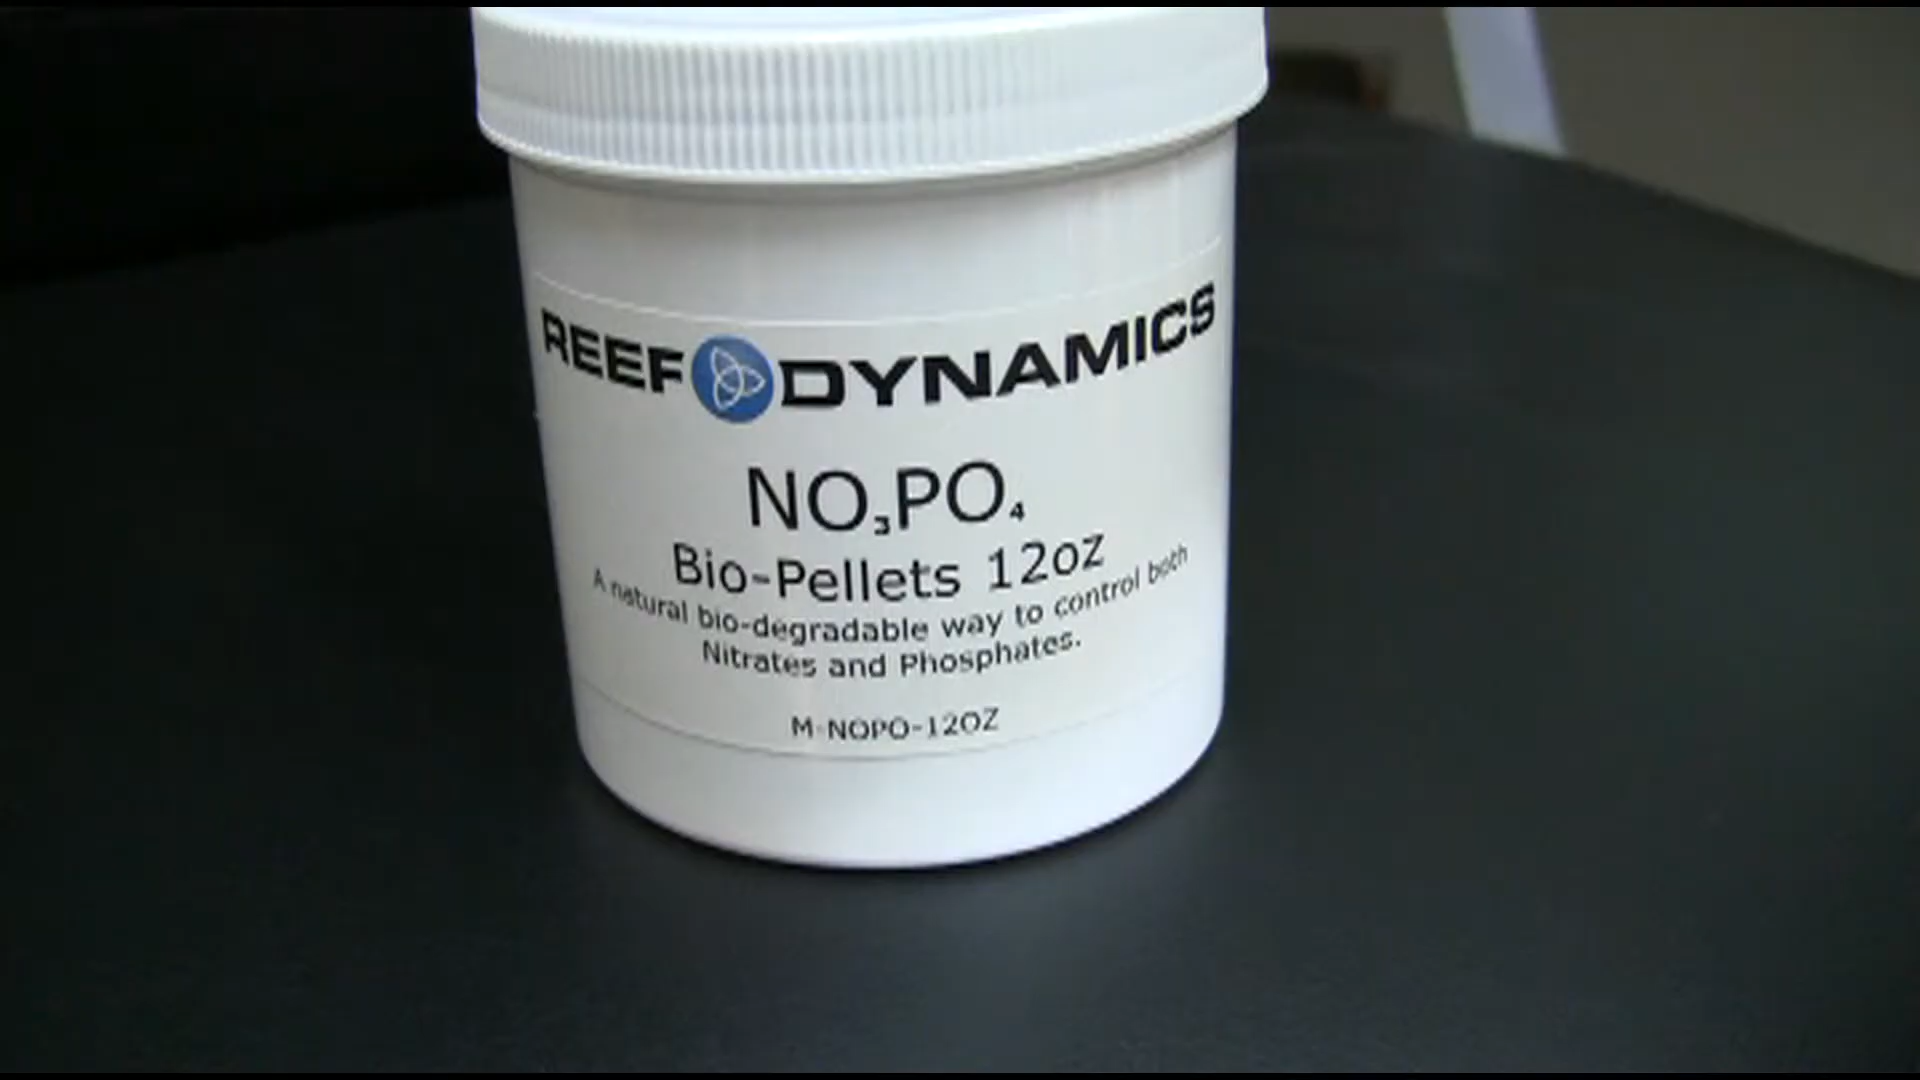 REEF DYNAMICS
NO₃PO₄
Bio-Pellets 12oz
A natural bio-degradable way to control both
Nitrates and Phosphates.
M-NOPO-12OZ